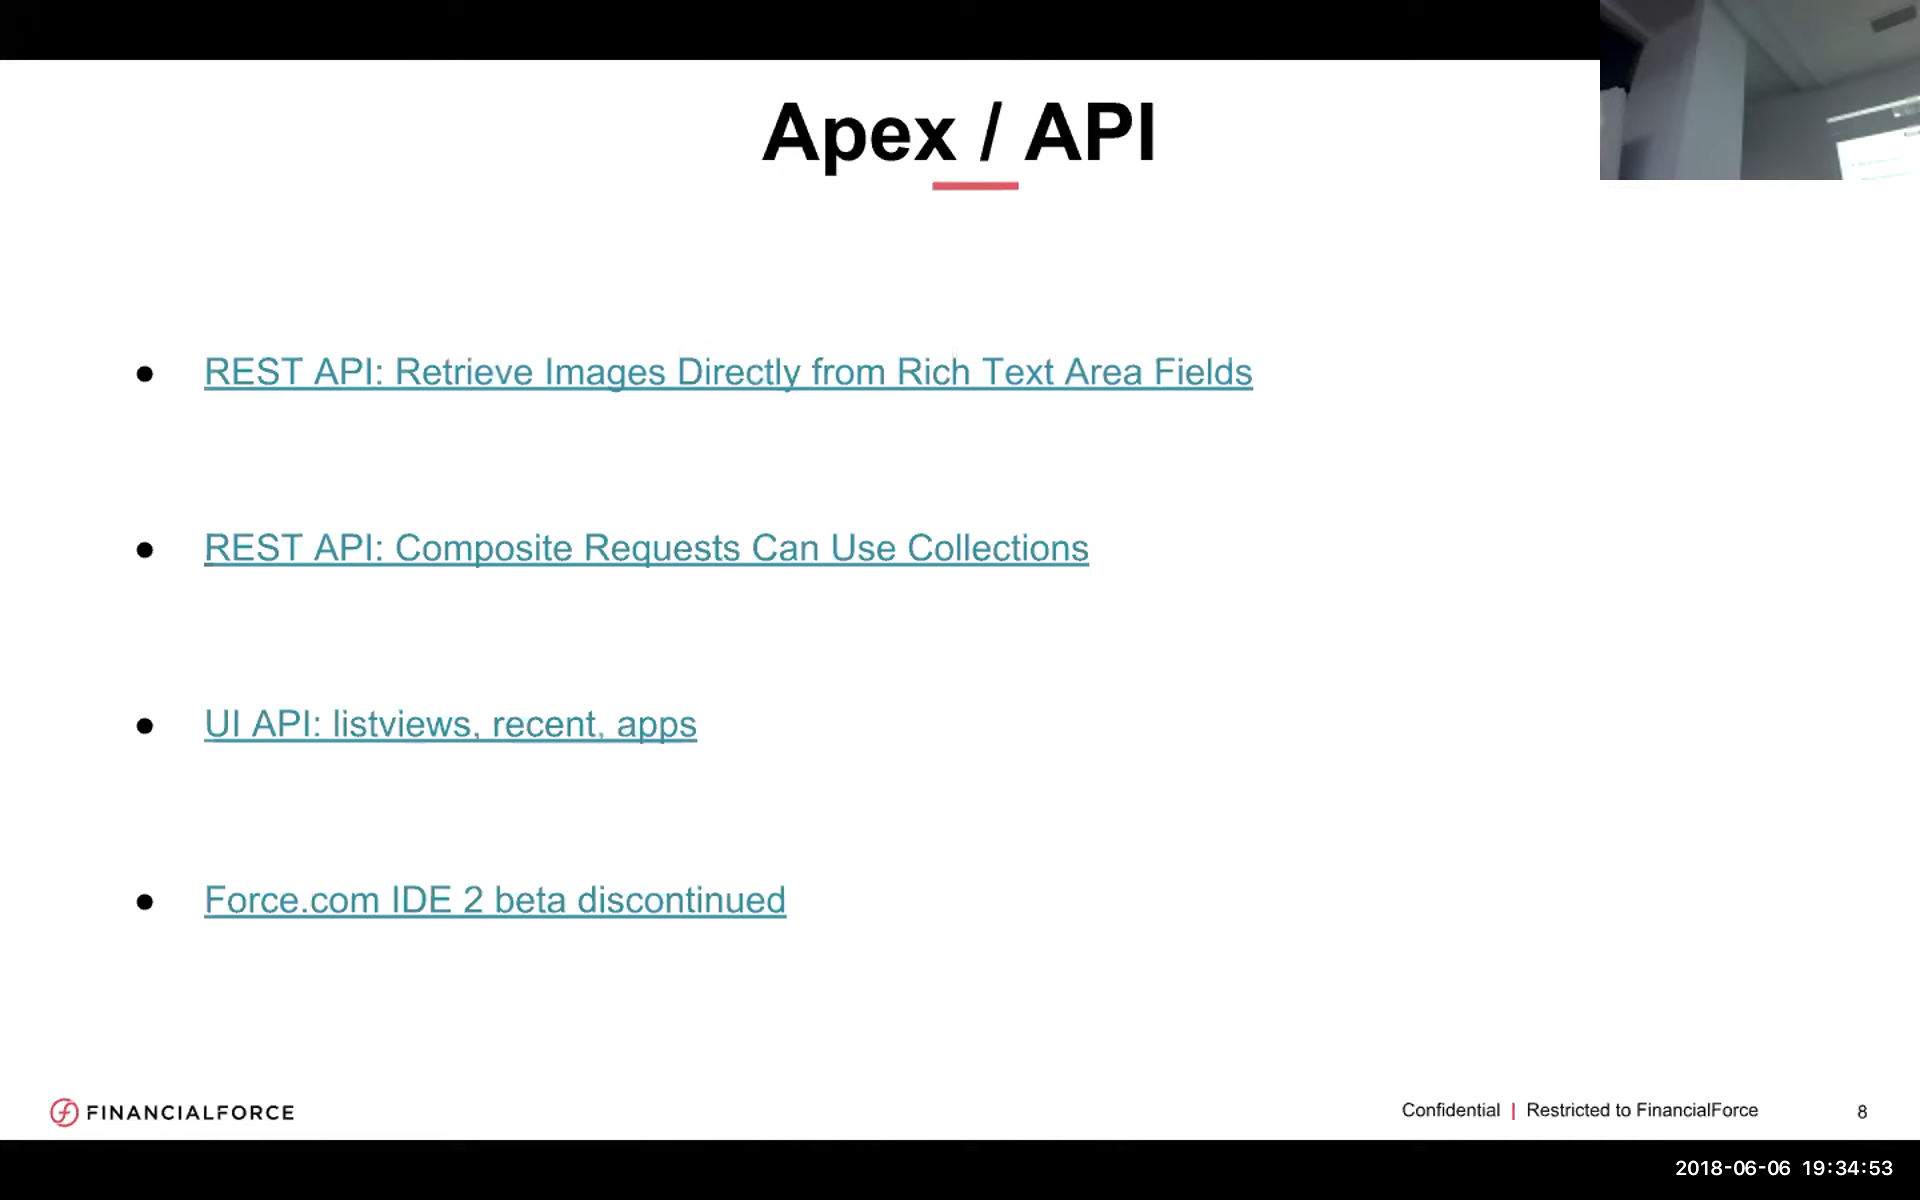 Apex / API
REST API: Retrieve Images Directly from Rich Text Area Fields
REST API: Composite Requests Can Use Collections
UI API: listviews, recent, apps
Force.com IDE 2 beta discontinued
FINANCIALFORCE
Confidential | Restricted to FinancialForce
8
2018-06-06 19:34:53